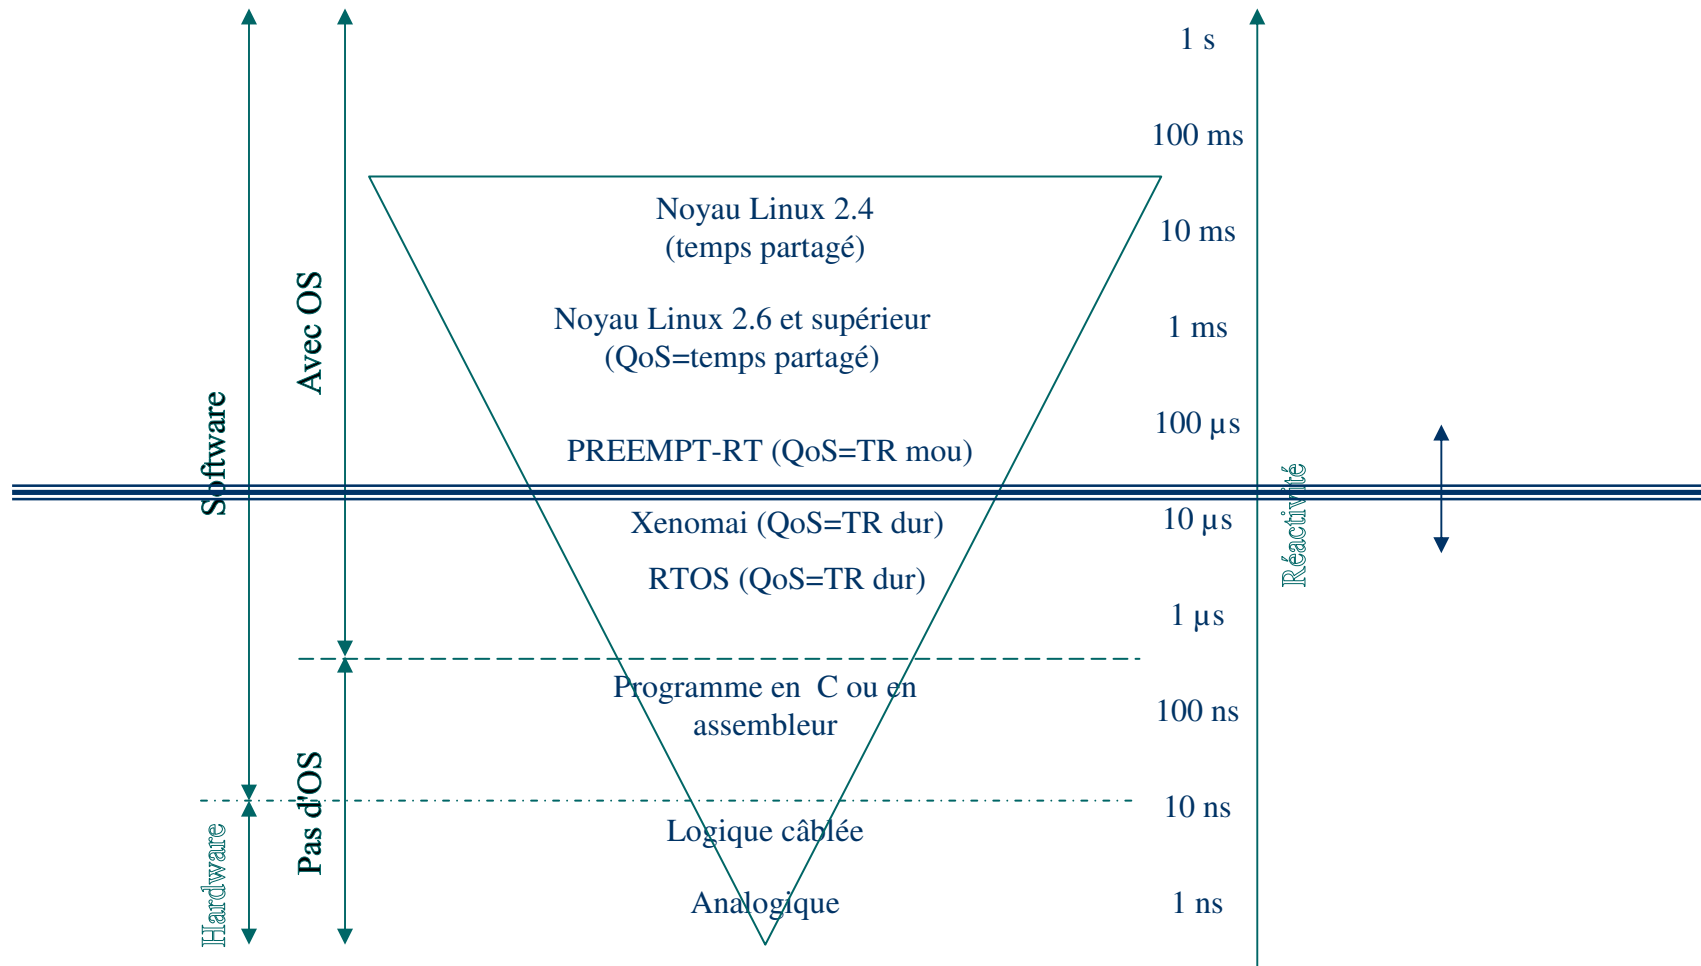 1 s
100 ms
Noyau Linux 2.4
(temps partagé)
10 ms
Avec OS
Noyau Linux 2.6 et supérieur
(QoS=temps partagé)
1 ms
Software
100 µs
PREEMPT-RT (QoS=TR mou)
Réactivité
Xenomai (QoS=TR dur)
10 µs
RTOS (QoS=TR dur)
1 µs
Programme en C ou en
assembleur
100 ns
Pas d'OS
10 ns
Logique câblée
Hardware
Analogique
1 ns